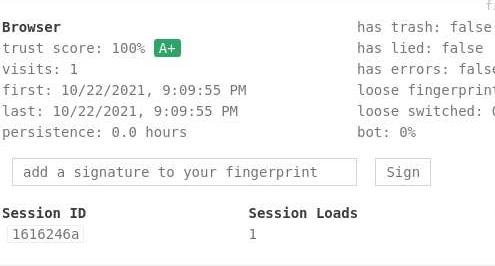 Browser
trust score: 100% A+
visits: 1
first: 10/22/2021, 9:09:55 PM
last: 10/22/2021, 9:09:55 PM
persistence: 0.0 hours
has trash: false
has lied: false
has errors: false
loose fingerprint
loose switched:
bot: 0%
add a signature to your fingerprint Sign
Session ID Session Loads
1616246a 1